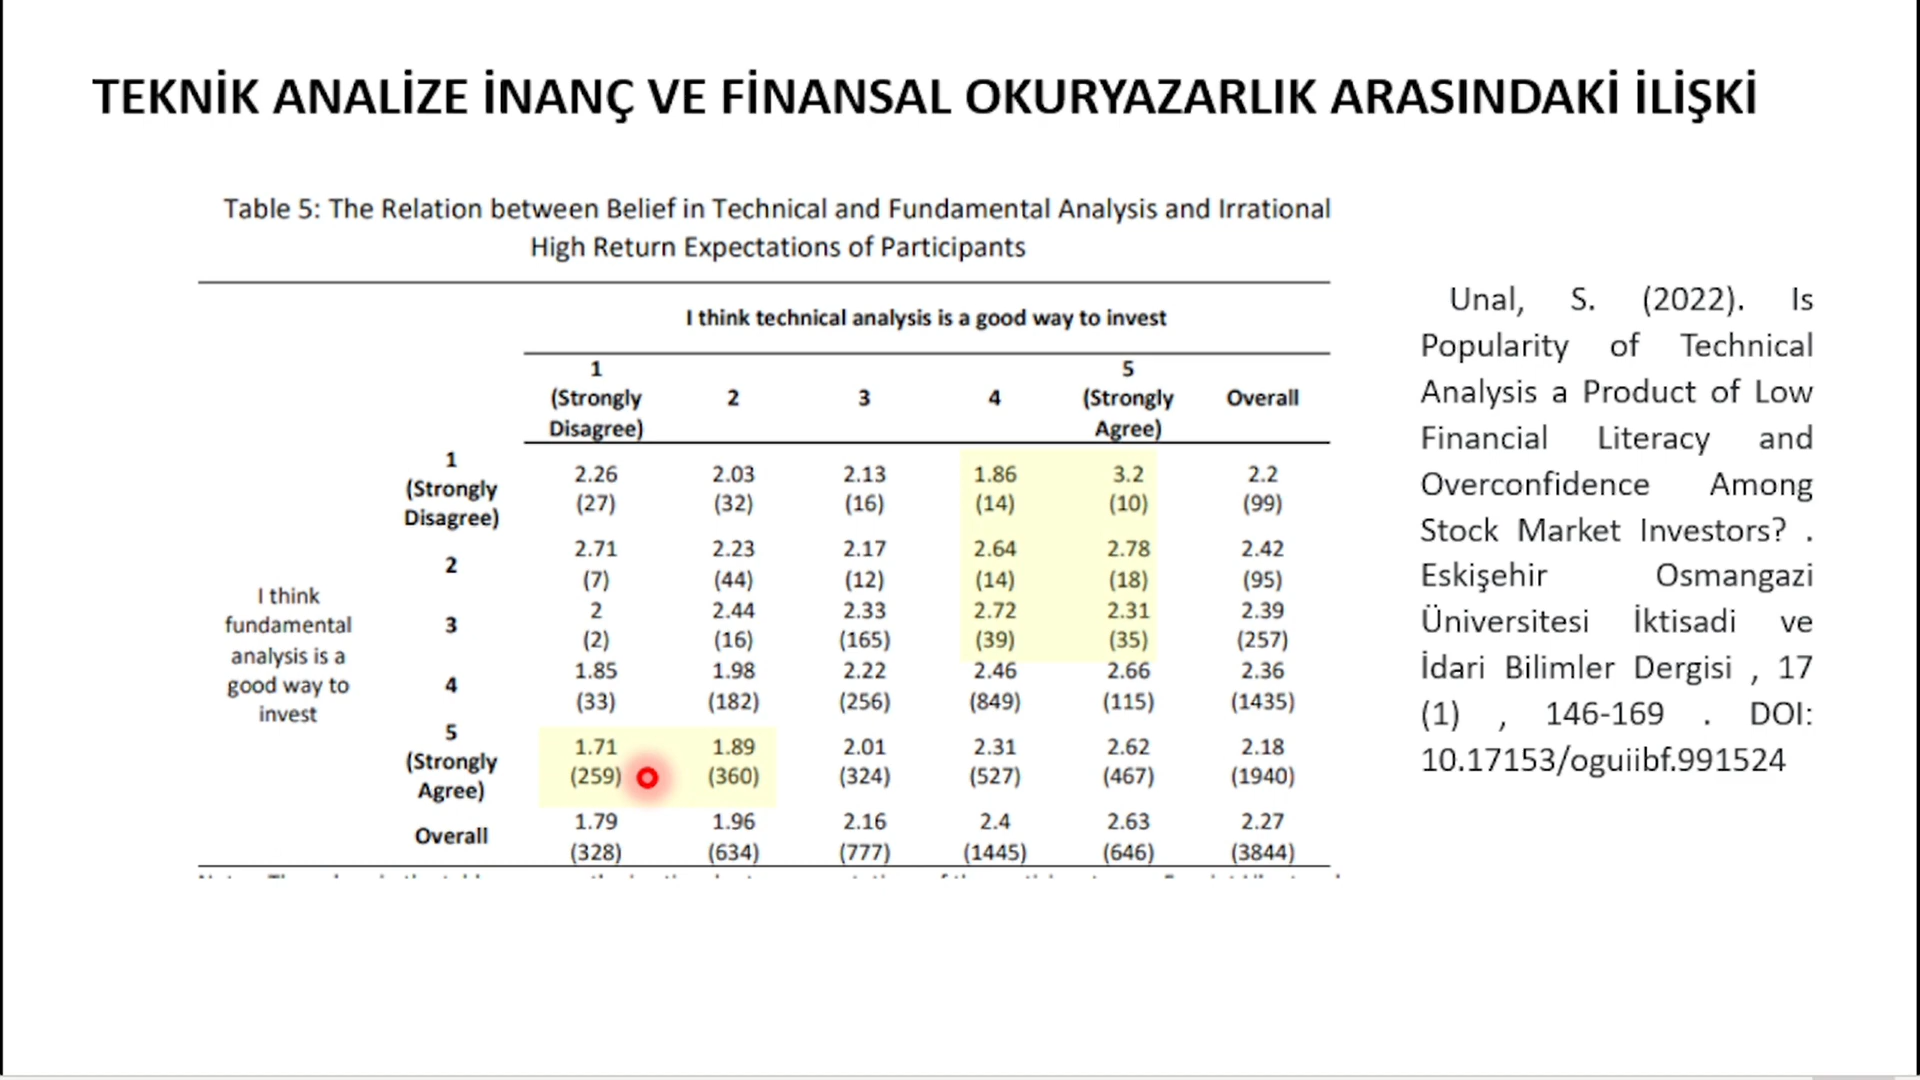 TEKNİK ANALİZE İNANÇ VE FİNANSAL OKURYAZARLIK ARASINDAKİ İLİŞKİ
Table 5: The Relation between Belief in Technical and Fundamental Analysis and Irrational
High Return Expectations of Participants
I think technical analysis is a good way to invest
1 (Strongly Disagree) 2 3 4 5 (Strongly Agree) Overall
I think
fundamental
analysis is a
good way to
invest
1 (Strongly Disagree) 2.26 2.03 2.13 1.86 3.2 2.2
(27) (32) (16) (14) (10) (99)
2 2.71 2.23 2.17 2.64 2.78 2.42
(7) (44) (12) (14) (18) (95)
3 2 2.44 2.33 2.72 2.31 2.39
(2) (16) (165) (39) (35) (257)
4 1.85 1.98 2.22 2.46 2.66 2.36
(33) (182) (256) (849) (115) (1435)
5 (Strongly Agree) 1.71 1.89 2.01 2.31 2.62 2.18
(259) (360) (324) (527) (467) (1940)
Overall 1.79 1.96 2.16 2.4 2.63 2.27
(328) (634) (777) (1445) (646) (3844)
Unal, S. (2022). Is
Popularity of Technical
Analysis a Product of Low
Financial Literacy and
Overconfidence Among
Stock Market Investors? .
Eskişehir Osmangazi
Üniversitesi İktisadi ve
İdari Bilimler Dergisi , 17
(1) , 146-169 . DOI:
10.17153/oguiibf.991524